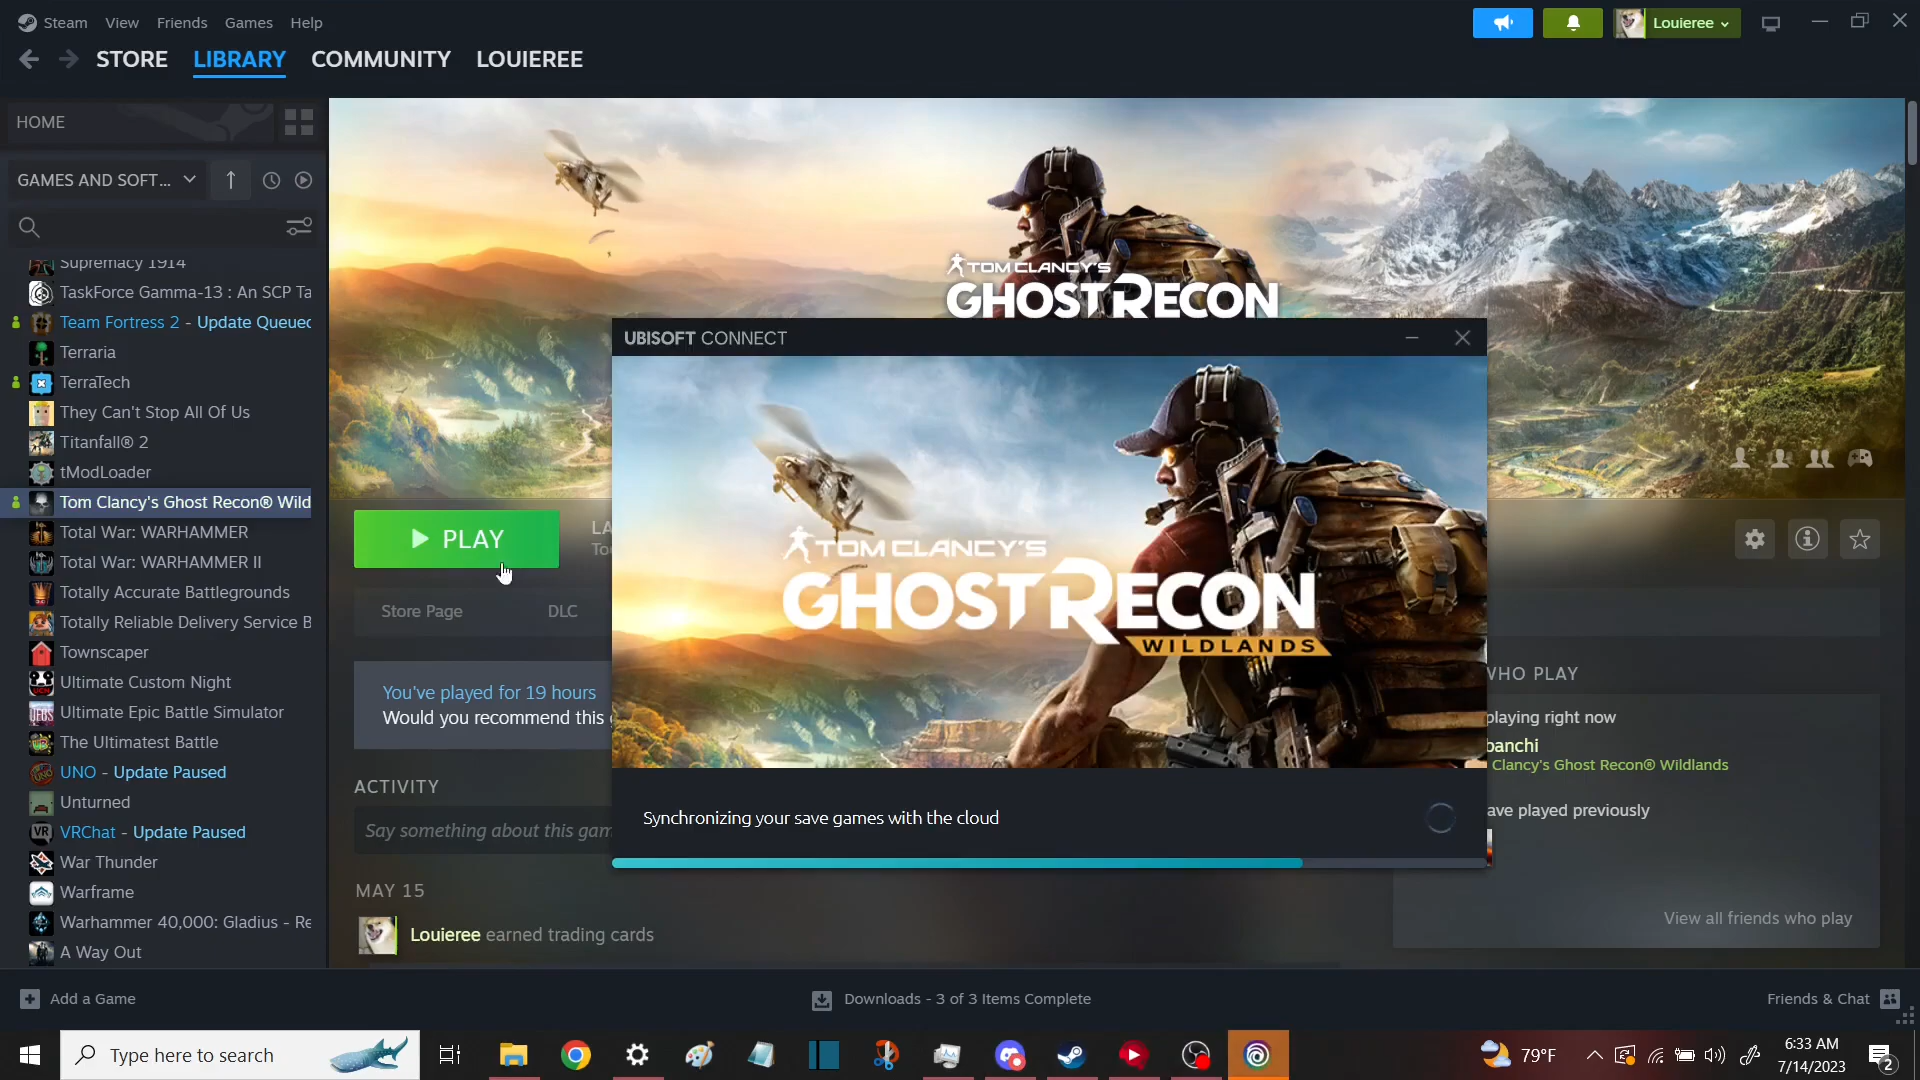 Steam View Friends Games Help
Louieree
STORE LIBRARY COMMUNITY LOUIEREE
HOME
GAMES AND SOFT...
Supremacy 1914
TaskForce Gamma-13 : An SCP Ta
Team Fortress 2 - Update Queued
Terraria
TerraTech
They Can't Stop All Of Us
Titanfall® 2
tModLoader
Tom Clancy's Ghost Recon® Wild
Total War: WARHAMMER
Total War: WARHAMMER II
Totally Accurate Battlegrounds
Totally Reliable Delivery Service B
Townscaper
Ultimate Custom Night
Ultimate Epic Battle Simulator
The Ultimatest Battle
UNO - Update Paused
Unturned
VRChat - Update Paused
War Thunder
Warframe
Warhammer 40,000: Gladius - Re
A Way Out
TOM CLANCY'S
GHOST RECON
UBISOFT CONNECT
TOM CLANCY'S
GHOST RECON
WILDLANDS
Synchronizing your save games with the cloud
PLAY
LA
Tou
Store Page DLC
You've played for 19 hours
Would you recommend this
ACTIVITY
Say something about this gam
MAY 15
Louieree earned trading cards
WHO PLAY
playing right now
banchi
Clancy's Ghost Recon® Wildlands
ave played previously
View all friends who play
Add a Game
Downloads - 3 of 3 Items Complete
Friends & Chat
Type here to search
79°F
6:33 AM
7/14/2023
2